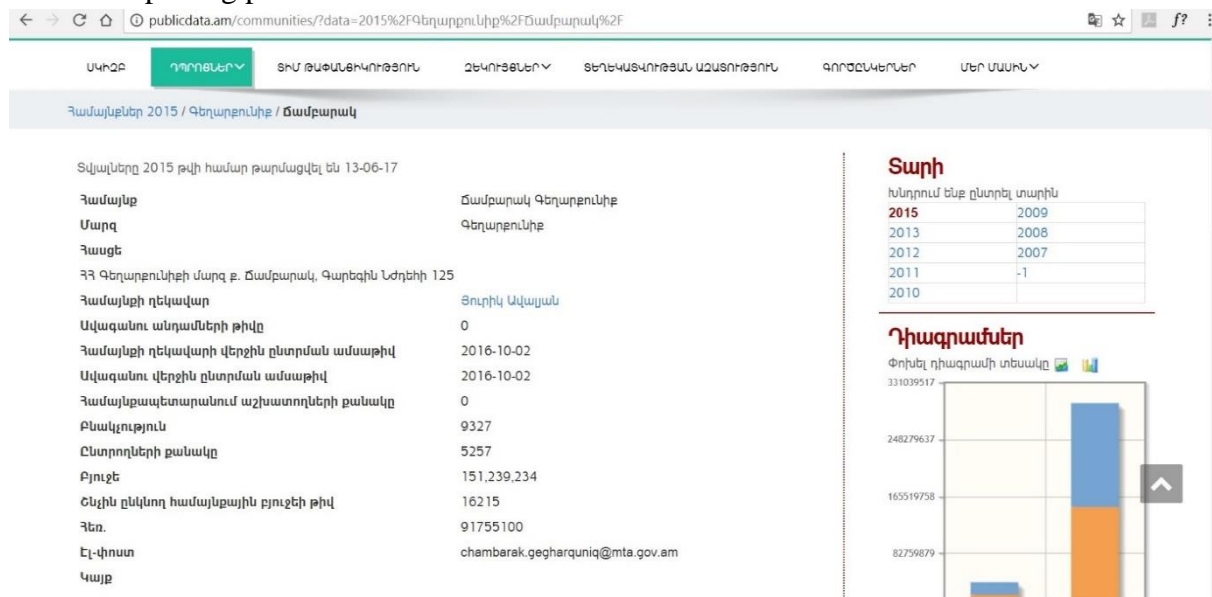 publicdata.am/communities/?data=2015%2FԳեղարքունիք%2FՃամբարակ%2F
f?
ՍԿԻԶԲ ԴՊՐՈՑՆԵՐ ՏԻՄ ԹԱՓԱՆՑԻԿՈՒԹՅՈՒՆ ԶԵԿՈՒՅՑՆԵՐ ՏԵՂԵԿԱՏՎՈՒԹՅԱՆ ԱԶԱՏՈՒԹՅՈՒՆ ԳՈՐԾԸՆԿԵՐՆԵՐ ՄԵՐ ՄԱՍԻՆ
Համայնքներ 2015 / Գեղարքունիք / Ճամբարակ
Տվյալները 2015 թվի համար թարմացվել են 13-06-17
Համայնք Ճամբարակ Գեղարքունիք
Մարզ Գեղարքունիք
Հասցե
ՀՀ Գեղարքունիքի մարզ ք. Ճամբարակ, Գարեգին Նժդեհի 125
Համայնքի ղեկավար Յուրիկ Ավալյան
Ավագանու անդամների թիվը 0
Համայնքի ղեկավարի վերջին ընտրման ամսաթիվ 2016-10-02
Ավագանու վերջին ընտրման ամսաթիվ 2016-10-02
Համայնքապետարանում աշխատողների քանակը 0
Բնակչություն 9327
Ընտրողների քանակը 5257
Բյուջե 151,239,234
Շնչին ընկնող համայնքային բյուջեի թիվ 16215
Հեռ. 91755100
Էլ-փոստ chambarak.gegharquniq@mta.gov.am
Կայք
Տարի
Խնդրում ենք ընտրել տարին
2015 2009
2013 2008
2012 2007
2011 -1
2010
Դիագրամներ
Փոխել դիագրամի տեսակը
331039517
248279637
165519758
82759879